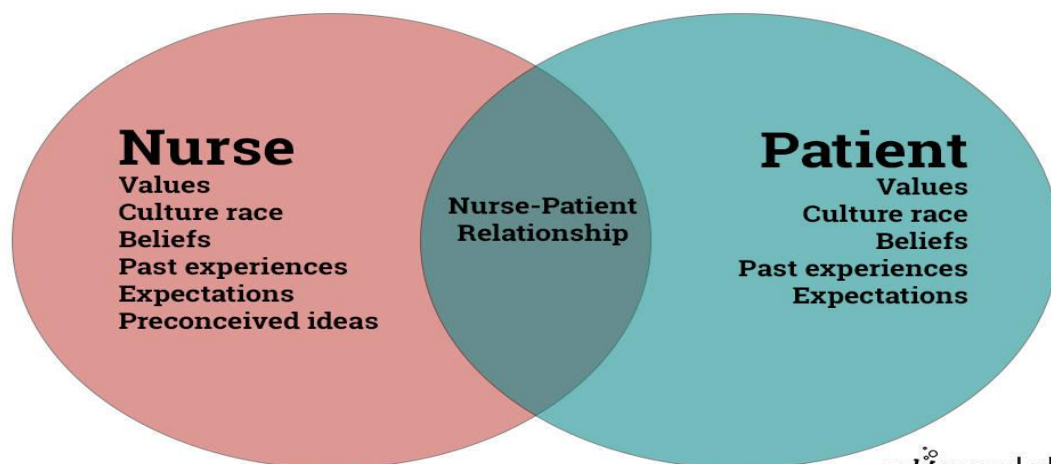 Nurse
Values
Culture race
Beliefs
Past experiences
Expectations
Preconceived ideas
Nurse-Patient
Relationship
Patient
Values
Culture race
Beliefs
Past experiences
Expectations